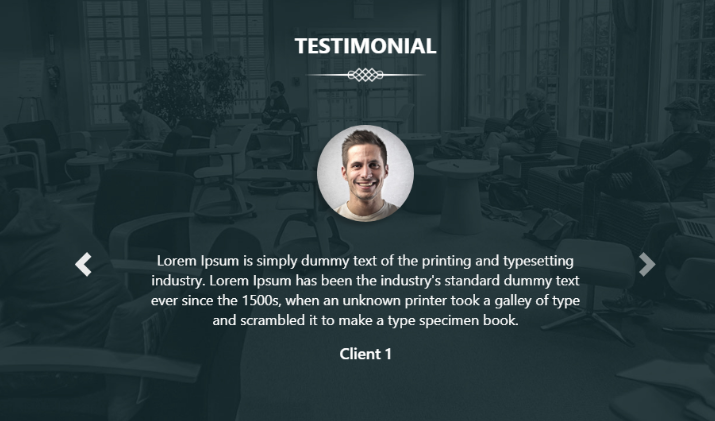 TESTIMONIAL
Lorem Ipsum is simply dummy text of the printing and typesetting
industry. Lorem Ipsum has been the industry's standard dummy text
ever since the 1500s, when an unknown printer took a galley of type
and scrambled it to make a type specimen book.
Client 1